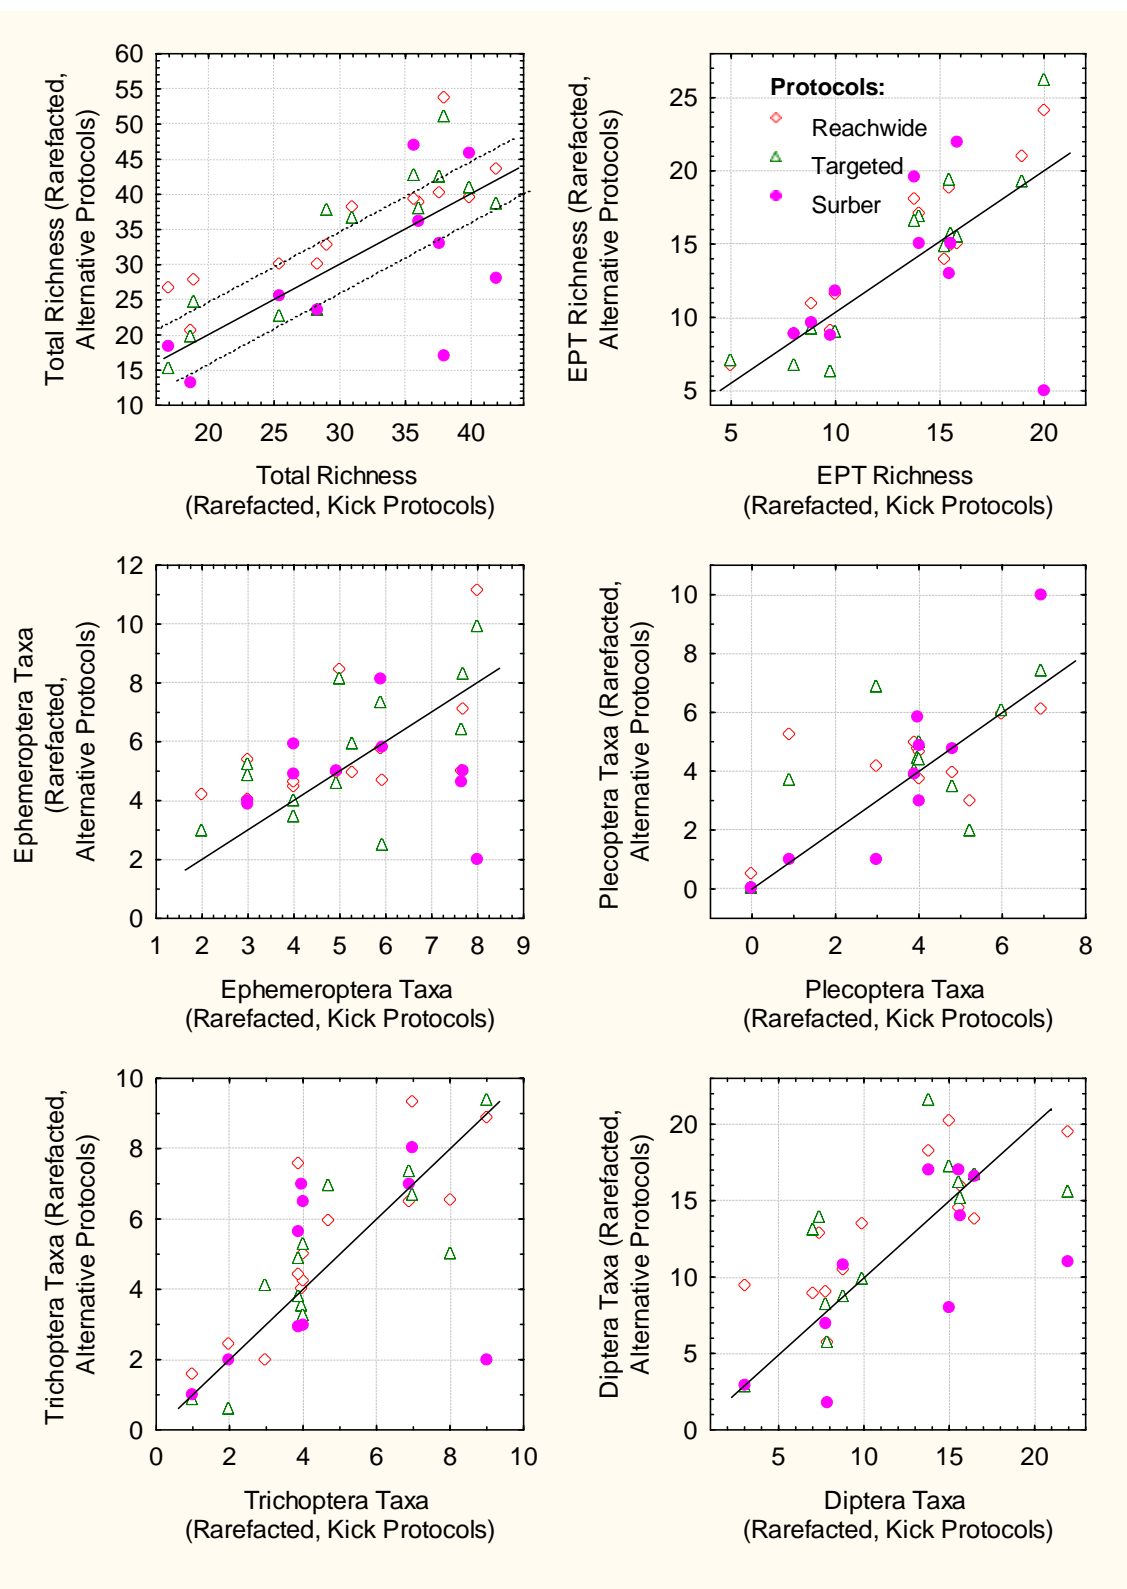 Total Richness (Rarefacted,
Alternative Protocols)
60
55
50
45
40
35
30
25
20
15
10
20 25 30 35 40
Total Richness
(Rarefacted, Kick Protocols)
EPT Richness (Rarefacted,
Alternative Protocols)
25
20
15
10
5
Protocols:
Reachwide
Targeted
Surber
5 10 15 20
EPT Richness
(Rarefacted, Kick Protocols)
Ephemeroptera Taxa
(Rarefacted,
Alternative Protocols)
12
10
8
6
4
2
0
1 2 3 4 5 6 7 8 9
Ephemeroptera Taxa
(Rarefacted, Kick Protocols)
Plecoptera Taxa (Rarefacted,
Alternative Protocols)
10
8
6
4
2
0
0 2 4 6 8
Plecoptera Taxa
(Rarefacted, Kick Protocols)
Trichoptera Taxa (Rarefacted,
Alternative Protocols)
10
8
6
4
2
0
0 2 4 6 8 10
Trichoptera Taxa
(Rarefacted, Kick Protocols)
Diptera Taxa (Rarefacted,
Alternative Protocols)
20
15
10
5
0
5 10 15 20
Diptera Taxa
(Rarefacted, Kick Protocols)